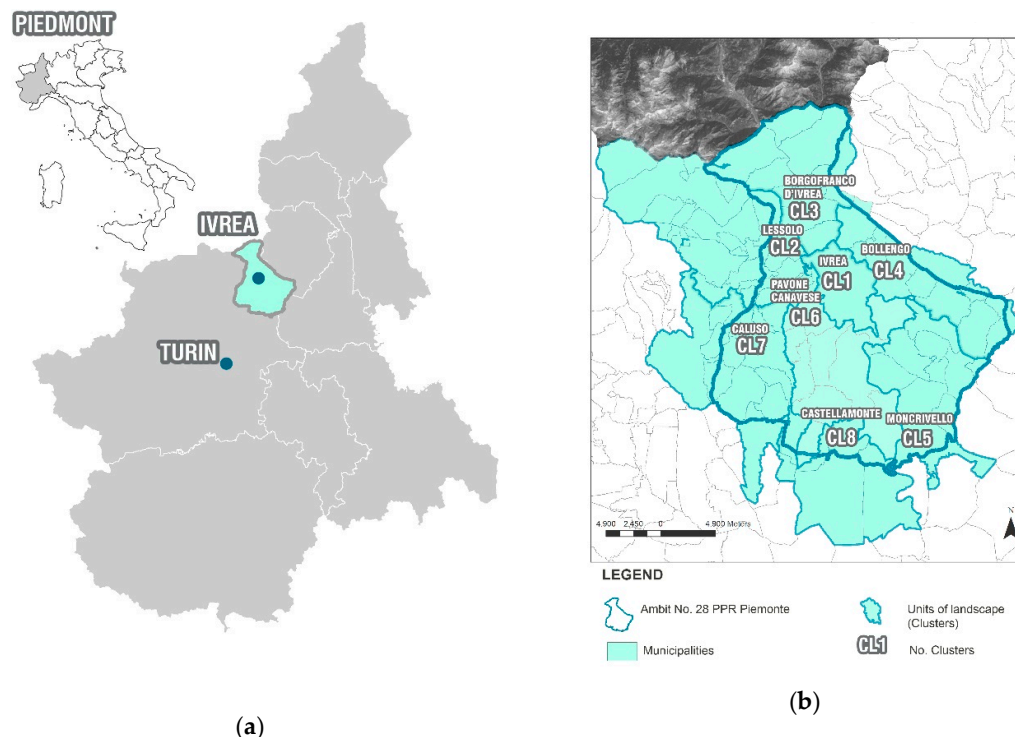 PIEDMONT
IVREA
TURIN
(a)
BORGOFRANCO
D'IVREA
CL3
LESSOLO
CL2
IVREA
CL1
BOLLENGO
CL4
PAVONE
CANAVESE
CL6
CALUSO
CL7
CASTELLAMONTE
CL8
MONCRIVELLO
CL5
4,900 2,450 0 4,900 Meters
N
LEGEND
Ambit No. 28 PPR Piemonte
Units of landscape
(Clusters)
Municipalities
CL1
No. Clusters
(b)